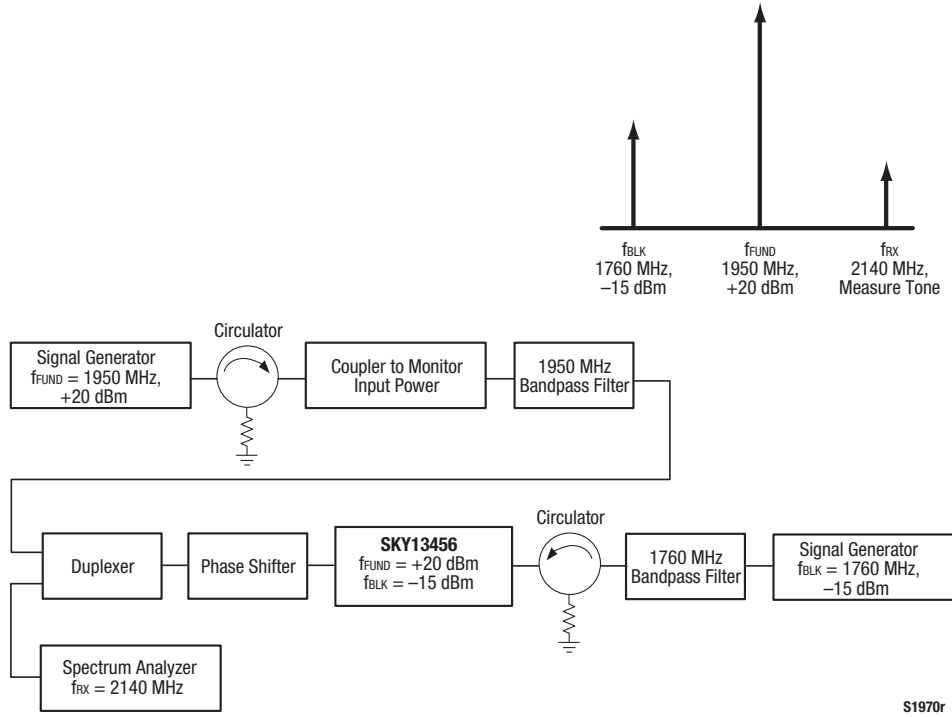 fBLK
1760 MHz,
–15 dBm
fFUND
1950 MHz,
+20 dBm
fRX
2140 MHz,
Measure Tone
Signal Generator
fFUND = 1950 MHz,
+20 dBm
Circulator
Coupler to Monitor
Input Power
1950 MHz
Bandpass Filter
Duplexer
Phase Shifter
SKY13456
fFUND = +20 dBm
fBLK = –15 dBm
Circulator
1760 MHz
Bandpass Filter
Signal Generator
fBLK = 1760 MHz,
–15 dBm
Spectrum Analyzer
fRX = 2140 MHz
S1970r